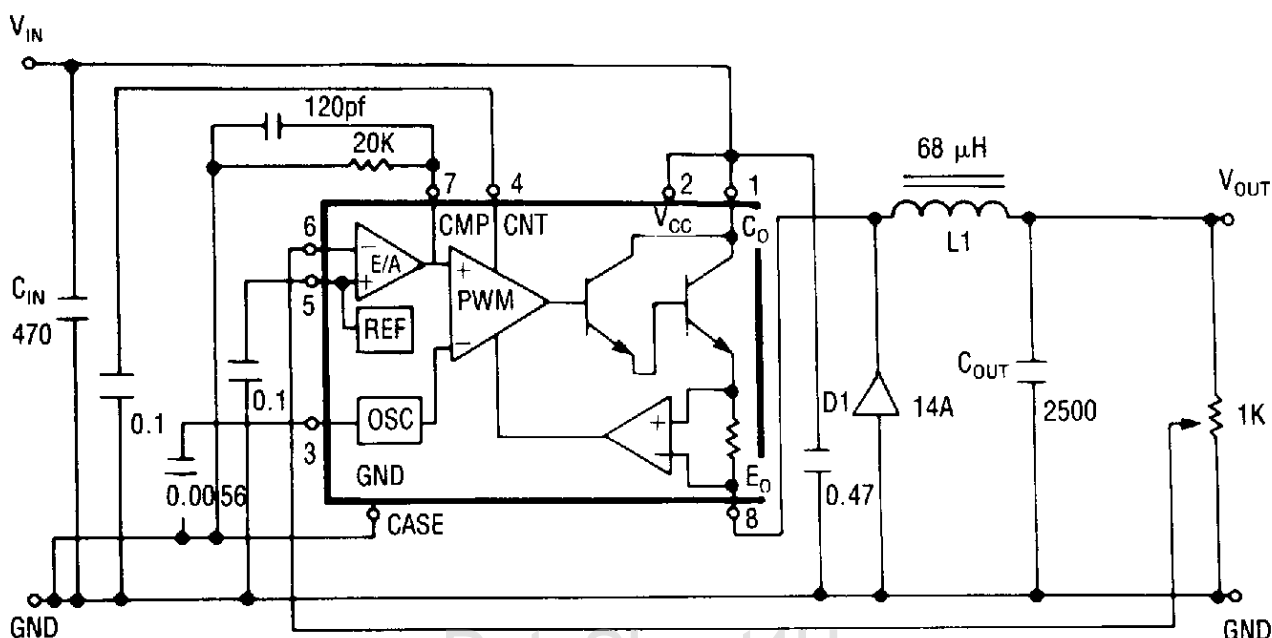 V_IN
120pf
20K
68 µH
V_OUT
7
4
2
1
6
CMP
CNT
V_CC
C_O
L1
−
E/A
+
5
+
PWM
−
C_IN
470
REF
0.1
0.1
OSC
3
+
−
D1
14A
C_OUT
2500
1K
GND
E_O
0.47
0.0056
CASE
8
GND
GND